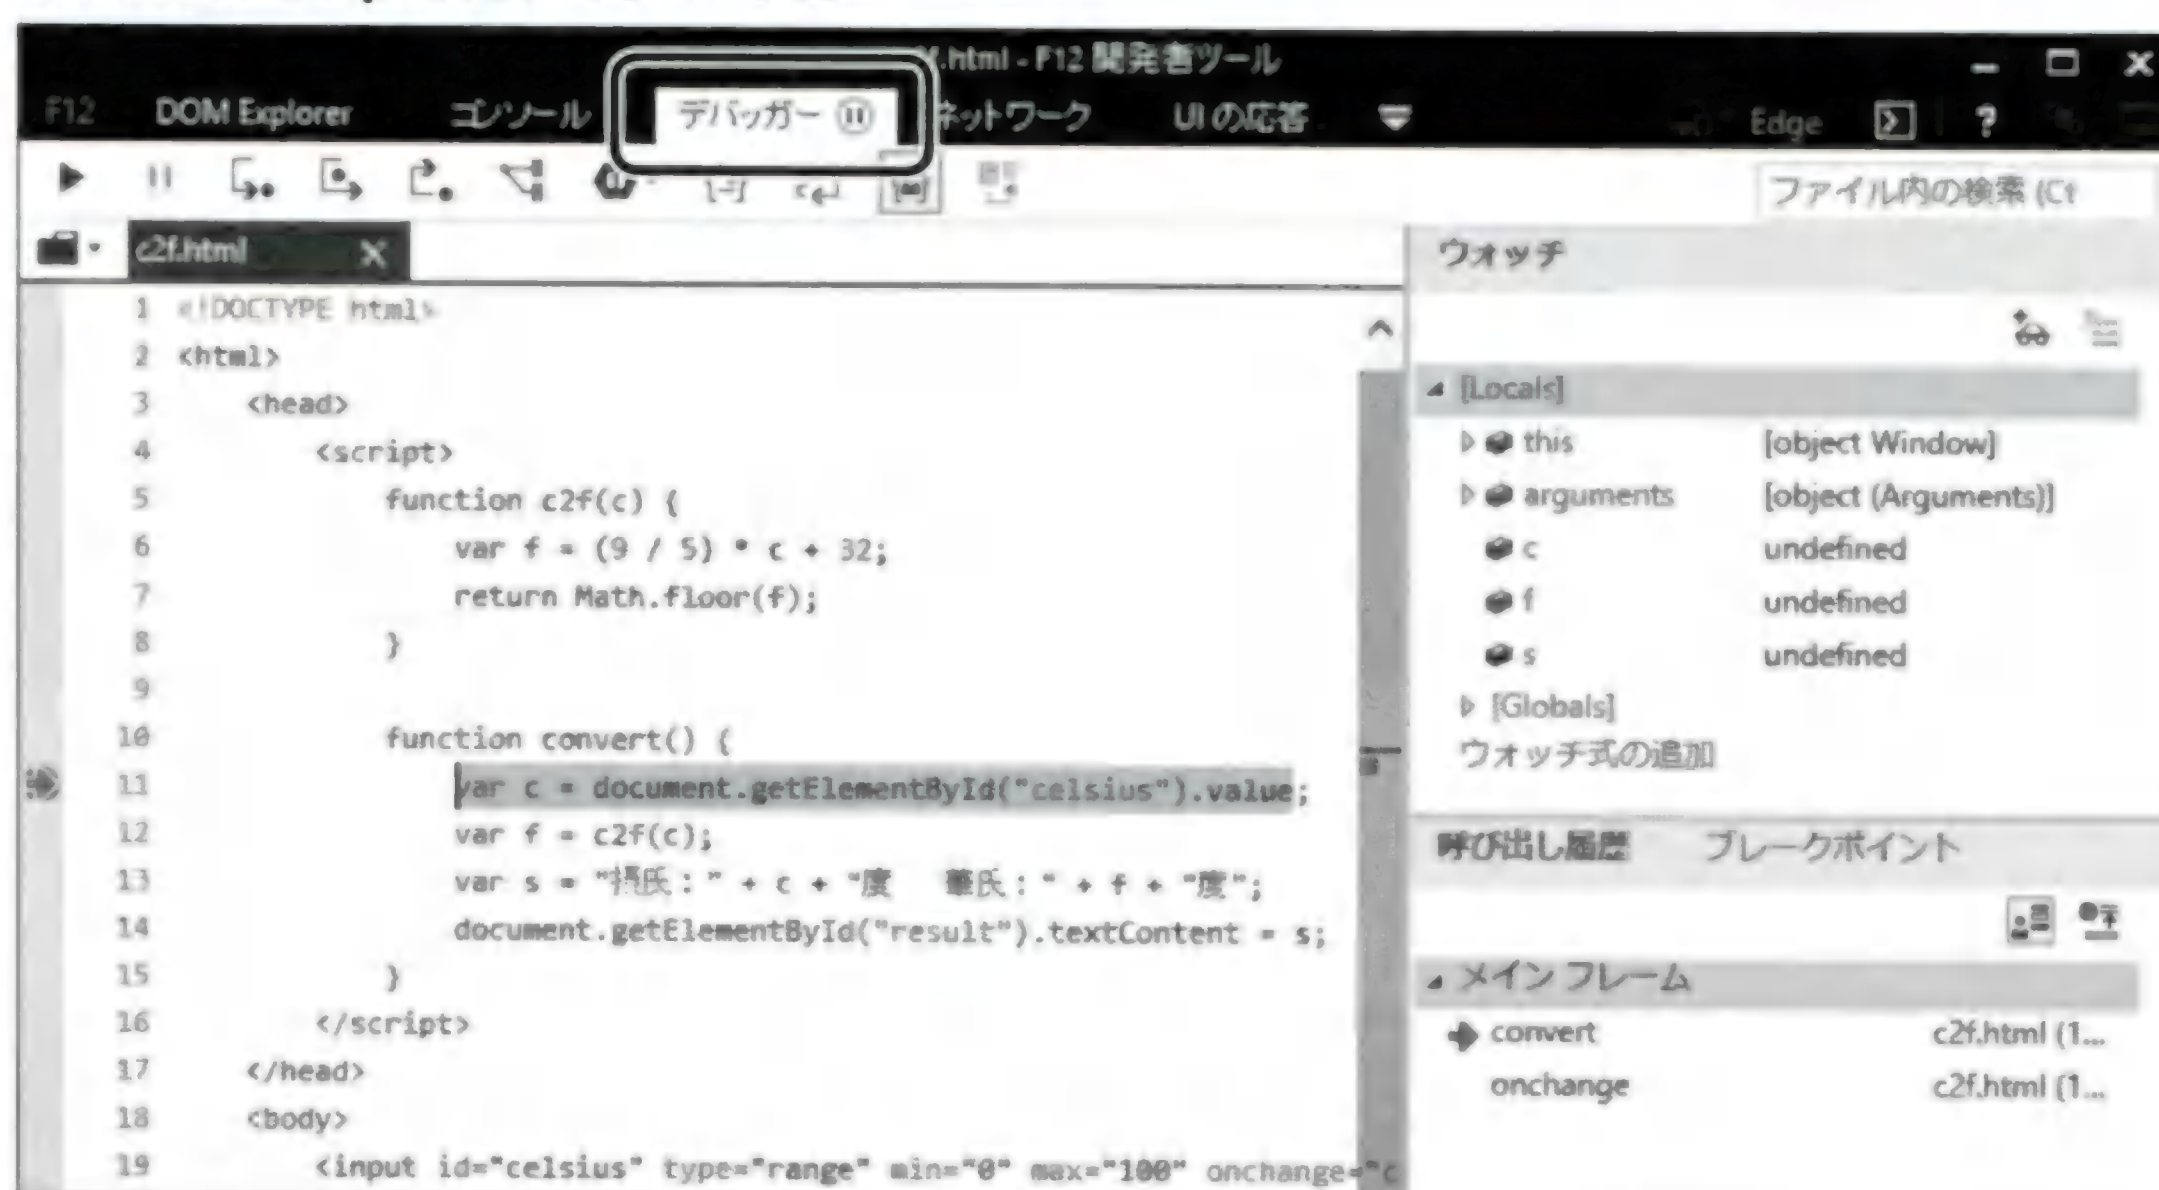 .html - F12 開発者ツール
F12 DOM Explorer コンソール デバッガー ネットワーク UI の応答 Edge ?
ファイル内の検索 (Ct
c2f.html
ウォッチ
1 <!DOCTYPE html>
2 <html>
3 <head>
4 <script>
5 function c2f(c) {
6 var f = (9 / 5) * c + 32;
7 return Math.floor(f);
8 }
9
10 function convert() {
11 var c = document.getElementById("celsius").value;
12 var f = c2f(c);
13 var s = "摂氏：" + c + "度 華氏：" + f + "度";
14 document.getElementById("result").textContent = s;
15 }
16 </script>
17 </head>
18 <body>
19 <input id="celsius" type="range" min="0" max="100" onchange="c
[Locals]
this [object Window]
arguments [object (Arguments)]
c undefined
f undefined
s undefined
[Globals]
ウォッチ式の追加
呼び出し履歴 ブレークポイント
メイン フレーム
convert c2f.html (1...
onchange c2f.html (1...